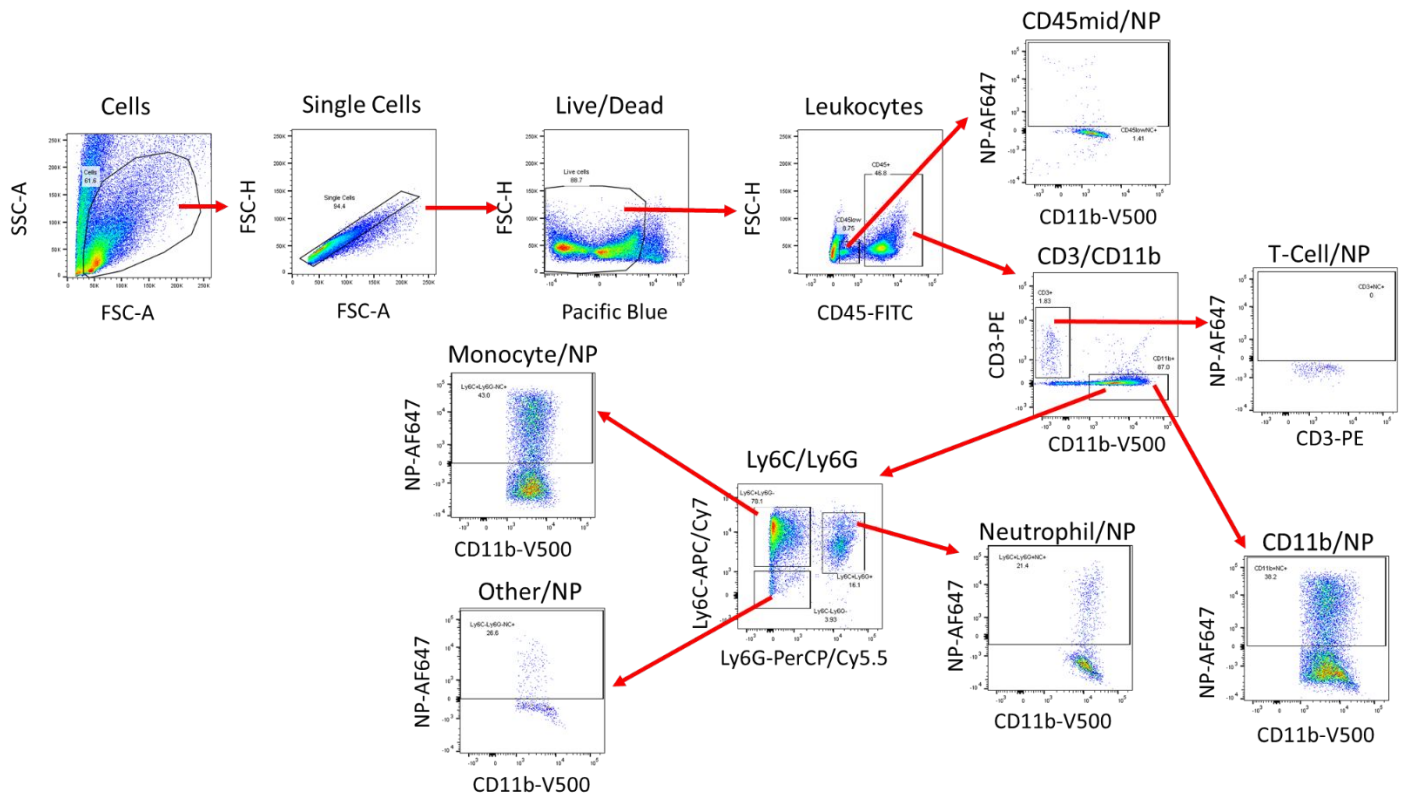 CD45mid/NP
NP-AF647
CD45lowNC+
1.41
CD11b-V500
Cells
SSC-A
Cells
61.6
FSC-A
Single Cells
FSC-H
Single Cells
94.4
FSC-A
Live/Dead
FSC-H
Live cells
88.7
Pacific Blue
Leukocytes
FSC-H
CD45+
46.8
CD45low
8.75
CD45-FITC
CD3/CD11b
CD3-PE
CD3+
1.83
CD11b+
87.0
CD11b-V500
T-Cell/NP
NP-AF647
CD3+NC+
0
CD3-PE
Monocyte/NP
NP-AF647
Ly6C+Ly6G-NC+
43.0
CD11b-V500
Ly6C/Ly6G
Ly6C-APC/Cy7
Ly6C+Ly6G-
78.1
Ly6C+Ly6G+
16.1
Ly6C-Ly6G-
3.93
Ly6G-PerCP/Cy5.5
Neutrophil/NP
NP-AF647
Ly6C+Ly6G+NC+
21.4
CD11b-V500
CD11b/NP
NP-AF647
CD11b+NC+
38.2
CD11b-V500
Other/NP
NP-AF647
Ly6C-Ly6G-NC+
26.6
CD11b-V500